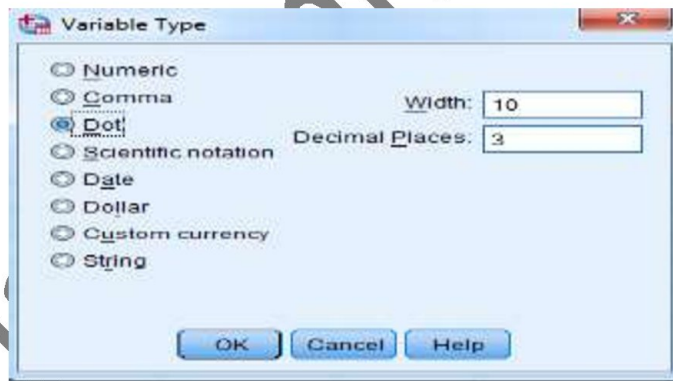 Variable Type
Numeric
Comma
Width: 10
Dot
Decimal Places: 3
Scientific notation
Date
Dollar
Custom currency
String
OK Cancel Help